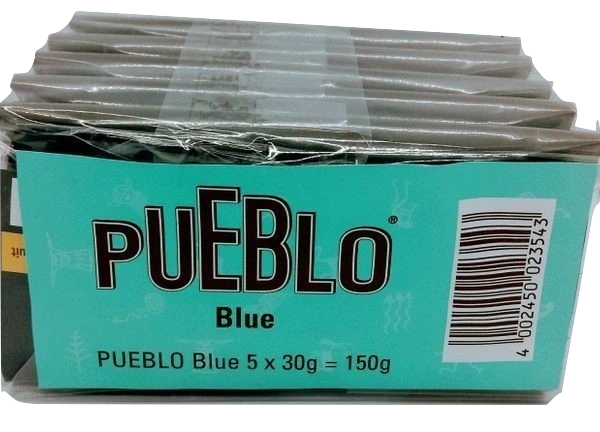 PUEBLO®
Blue
PUEBLO Blue 5 x 30g = 150g
4 002450 023543